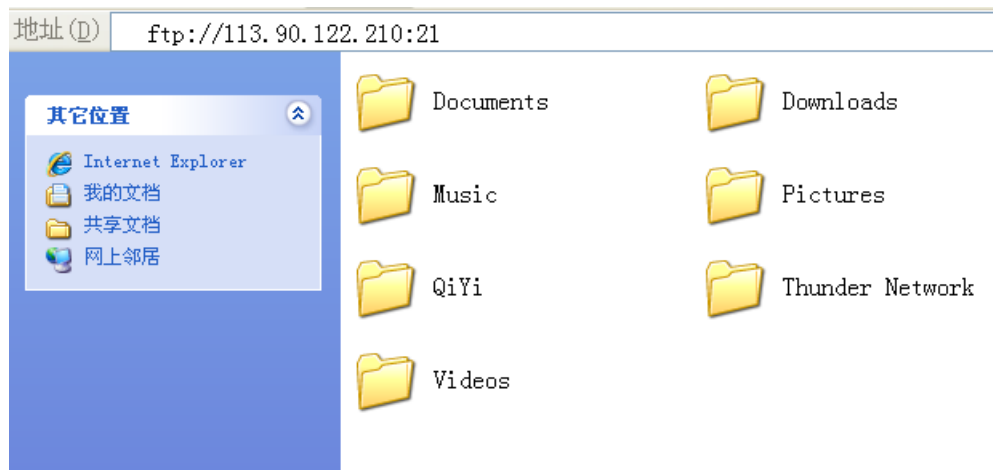 地址(D) ftp://113.90.122.210:21
其它位置
Internet Explorer
我的文档
共享文档
网上邻居
Documents
Downloads
Music
Pictures
QiYi
Thunder Network
Videos